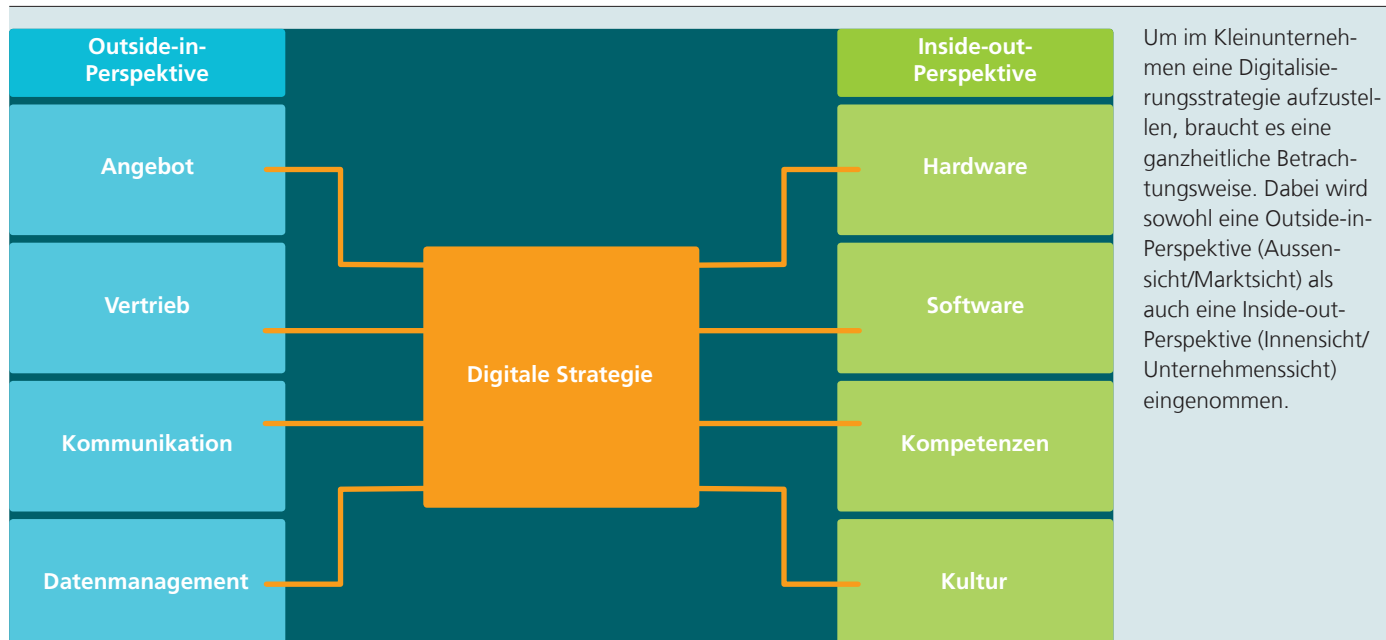 Outside-in-
Perspektive
Angebot
Vertrieb
Kommunikation
Datenmanagement
Digitale Strategie
Inside-out-
Perspektive
Hardware
Software
Kompetenzen
Kultur
Um im Kleinunterneh-
men eine Digitalisie-
rungsstrategie aufzustel-
len, braucht es eine
ganzheitliche Betrach-
tungsweise. Dabei wird
sowohl eine Outside-in-
Perspektive (Aussen-
sicht/Marktsicht) als
auch eine Inside-out-
Perspektive (Innensicht/
Unternehmenssicht)
eingenommen.